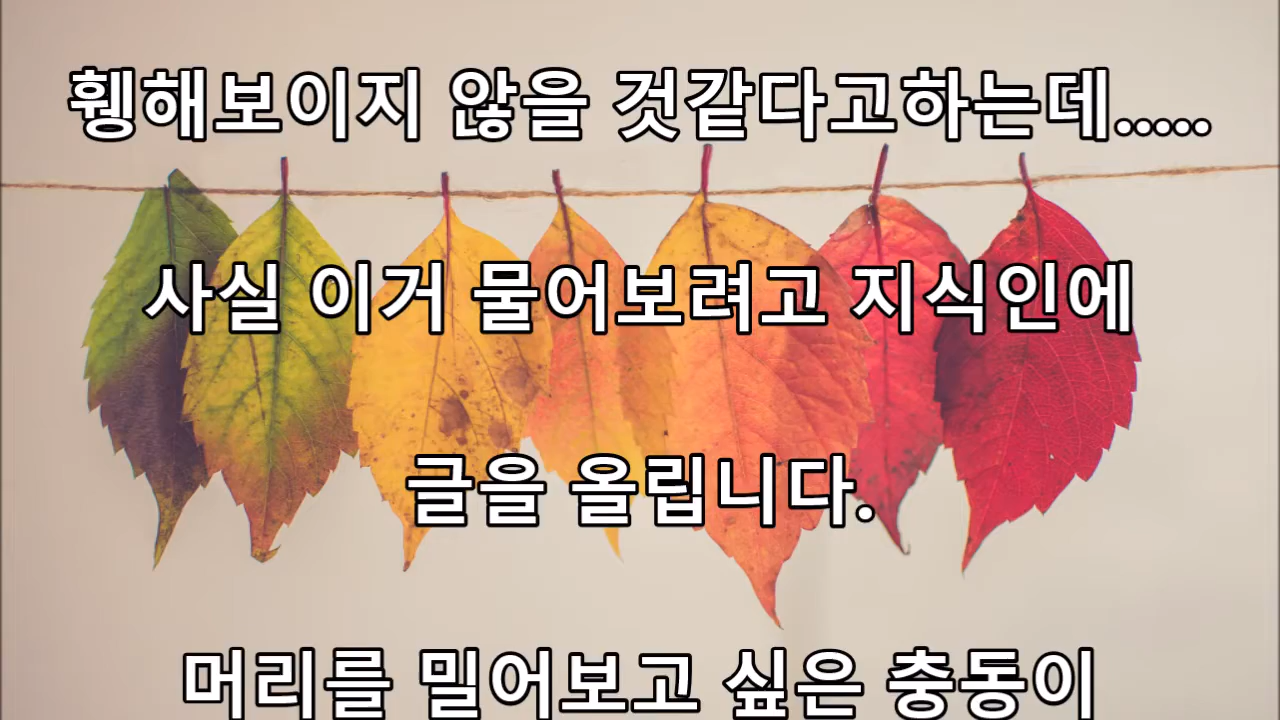 휑해보이지 않을 것같다고하는데.....
사실 이거 물어보려고 지식인에
글을 올립니다.
머리를 밀어보고 싶은 충동이